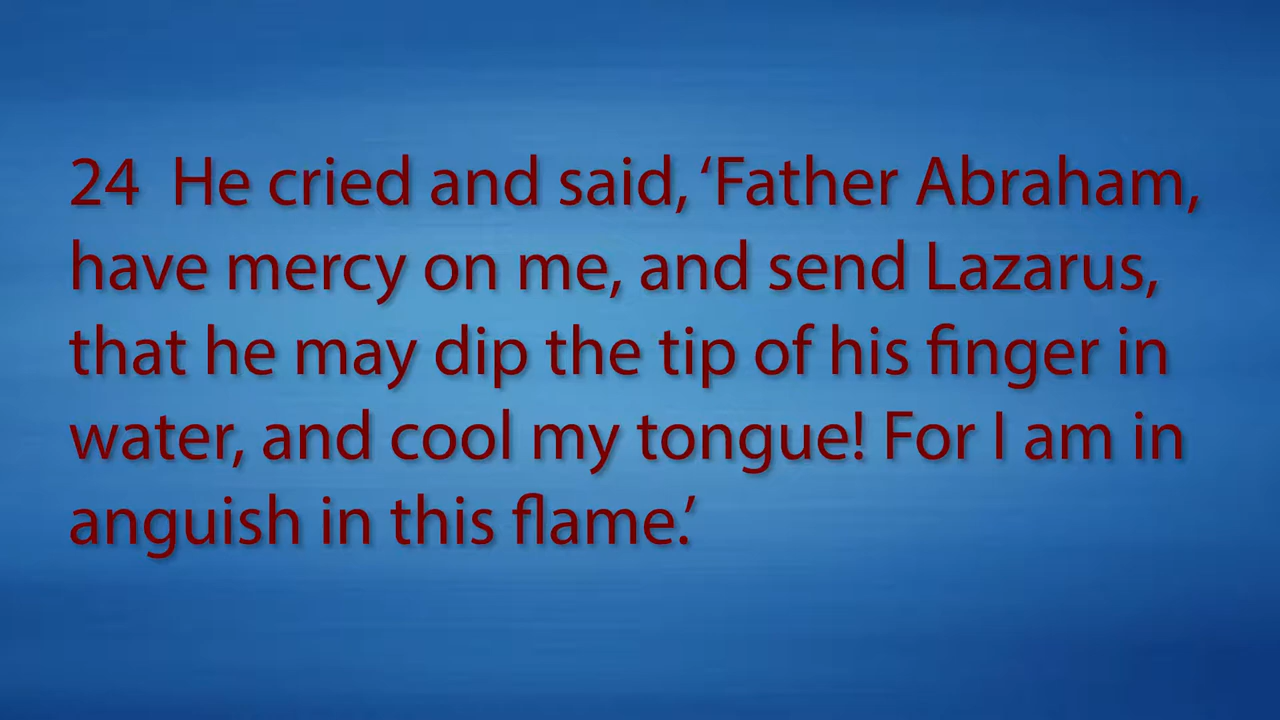 24  He cried and said, ‘Father Abraham,
have mercy on me, and send Lazarus,
that he may dip the tip of his finger in
water, and cool my tongue! For I am in
anguish in this flame.’